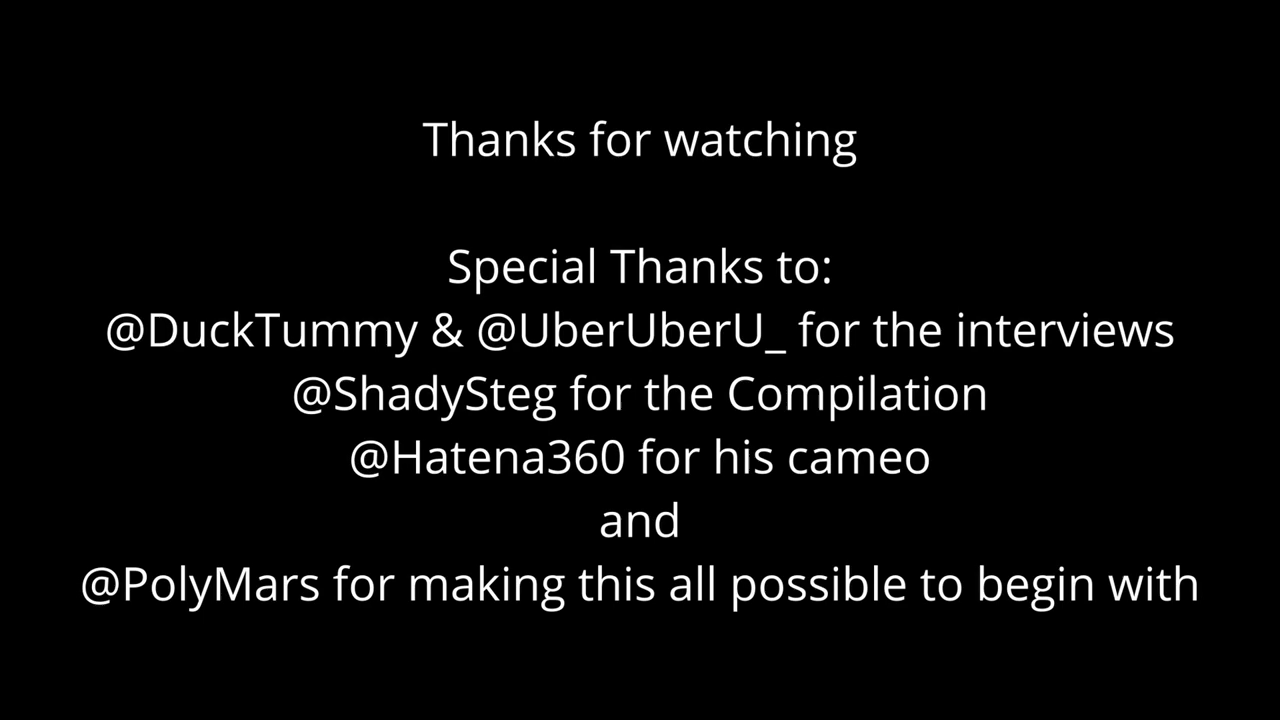 Thanks for watching
Special Thanks to:
@DuckTummy & @UberUberU_ for the interviews
@ShadySteg for the Compilation
@Hatena360 for his cameo
and
@PolyMars for making this all possible to begin with